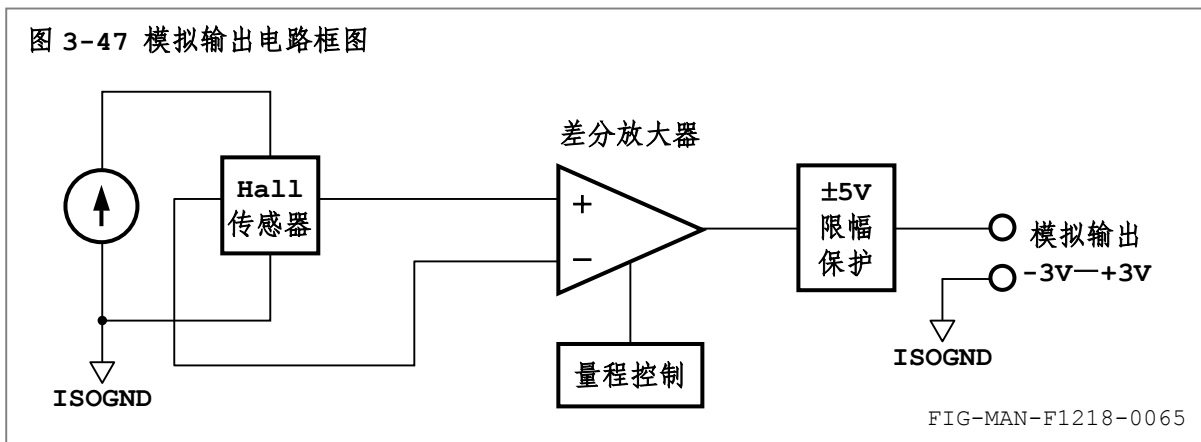 图 3-47 模拟输出电路框图
差分放大器
Hall
传感器
+
−
±5V
限幅
保护
模拟输出
-3V—+3V
ISOGND
量程控制
ISOGND
FIG-MAN-F1218-0065